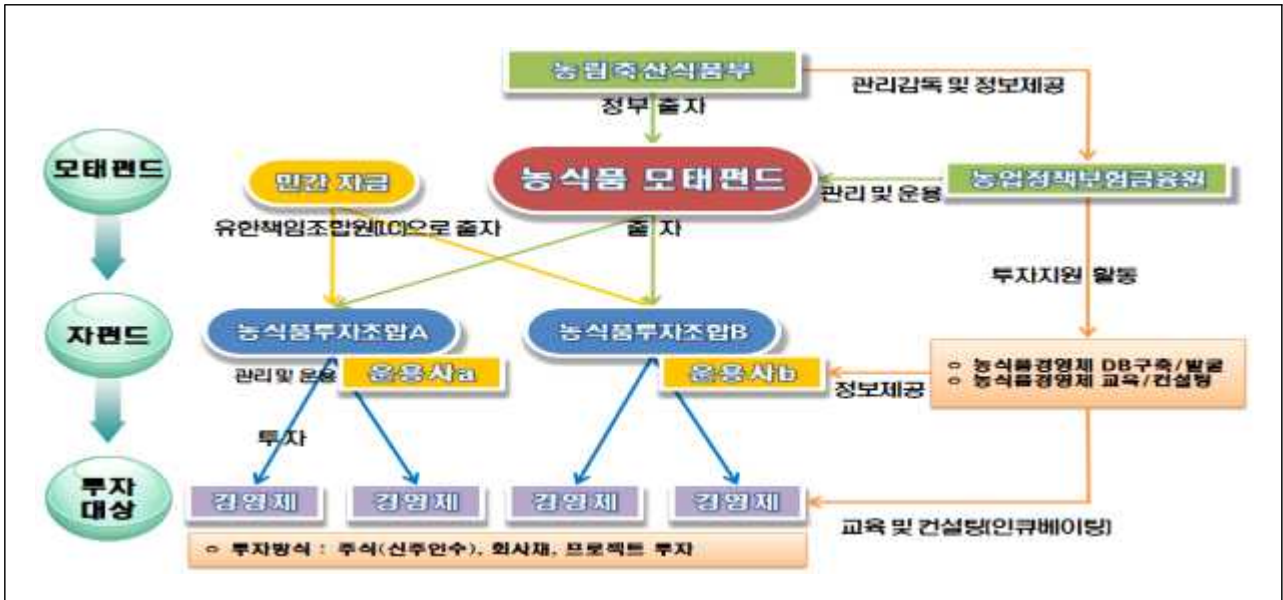 농림축산식품부
관리감독 및 정보제공
정부 출자
모태펀드
민간 자금
농식품 모태펀드
농업정책보험금융원
관리 및 운용
유한책임조합원(LC)으로 출자
출 자
투자지원 활동
자펀드
농식품투자조합A
농식품투자조합B
관리 및 운용
운용사a
운용사b
정보제공
○ 농식품경영체 DB구축/발굴
○ 농식품경영체 교육/컨설팅
투자
투자
대상
경영체
경영체
경영체
경영체
교육 및 컨설팅(인큐베이팅)
○ 투자방식 : 주식(신주인수), 회사채, 프로젝트 투자